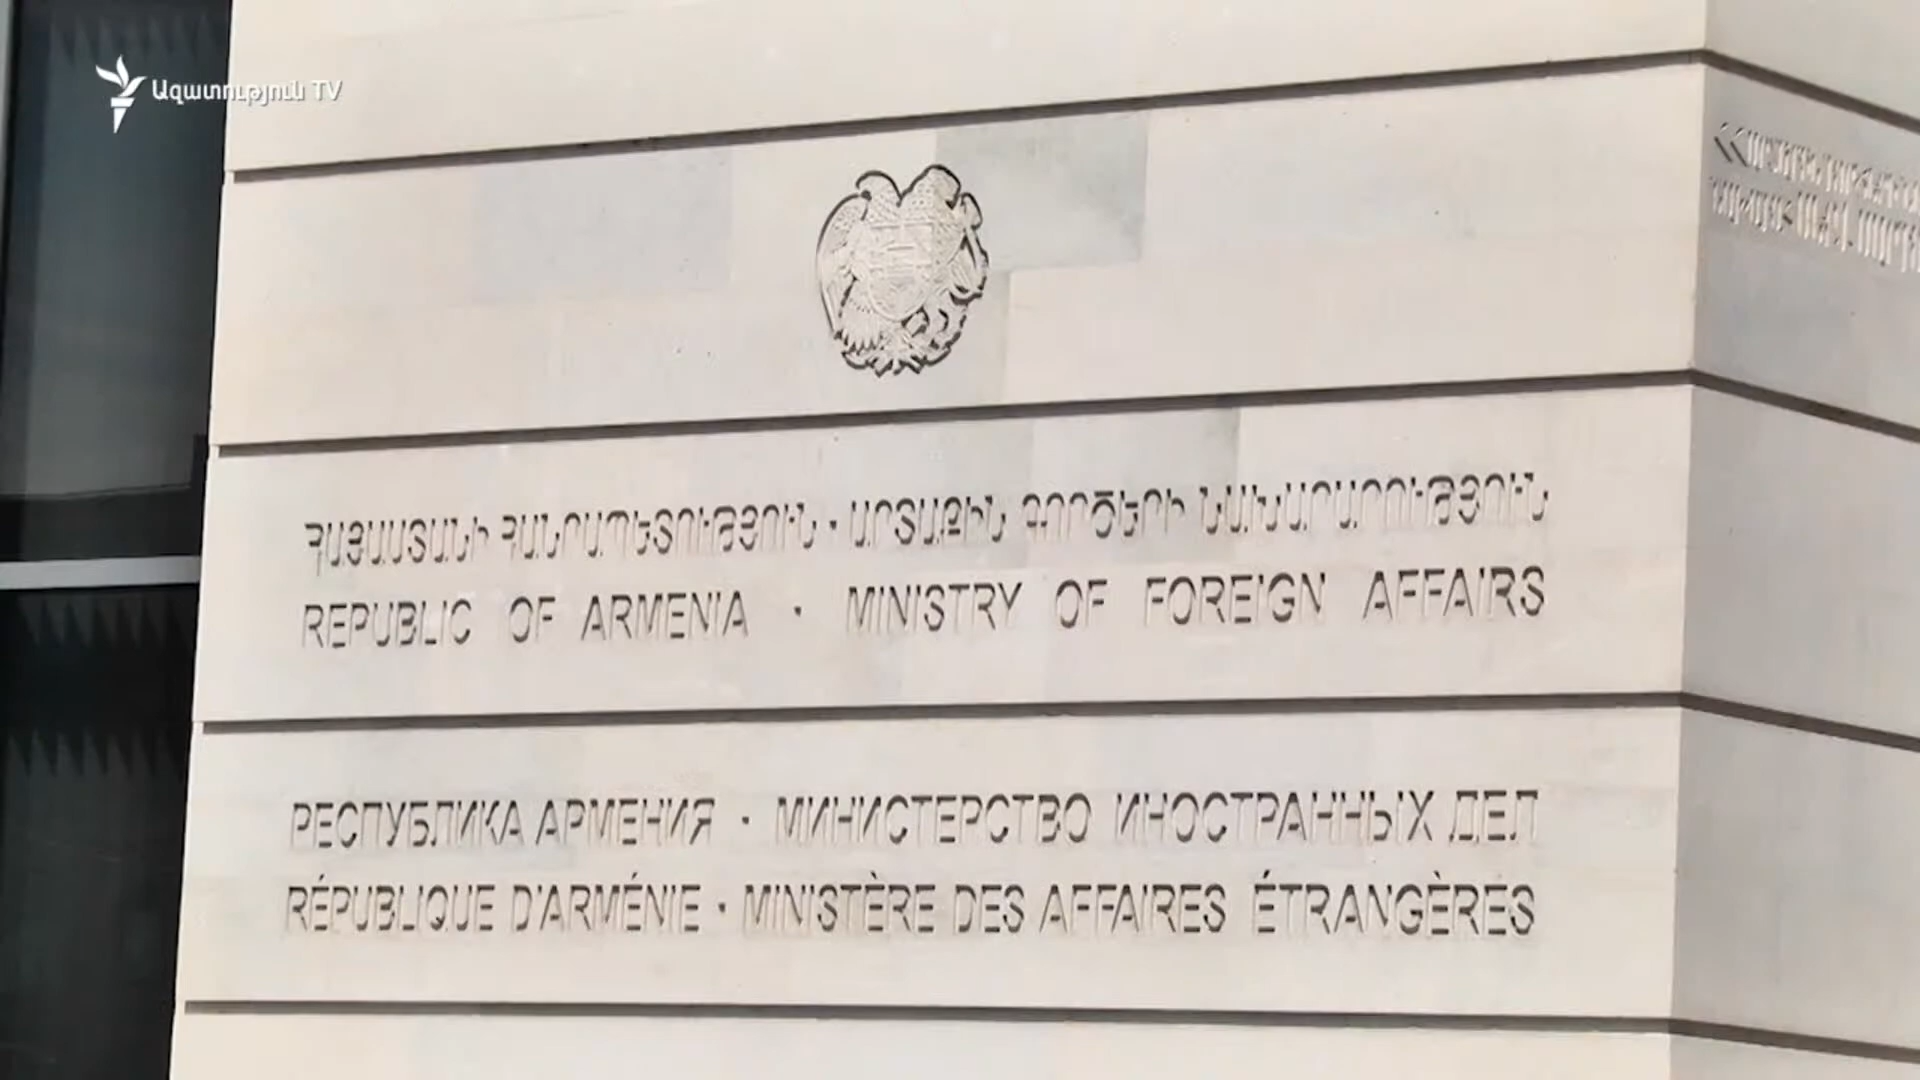 Ազատություն TV
ՀԱՅԱՍՏԱՆԻ ՀԱՆՐԱՊԵՏՈՒԹՅՈՒՆ · ԱՐՏԱՔԻՆ ԳՈՐԾԵՐԻ ՆԱԽԱՐԱՐՈՒԹՅՈՒՆ
REPUBLIC OF ARMENIA · MINISTRY OF FOREIGN AFFAIRS
РЕСПУБЛИКА АРМЕНИЯ · МИНИСТЕРСТВО ИНОСТРАННЫХ ДЕЛ
RÉPUBLIQUE D'ARMÉNIE · MINISTÈRE DES AFFAIRES ÉTRANGÈRES